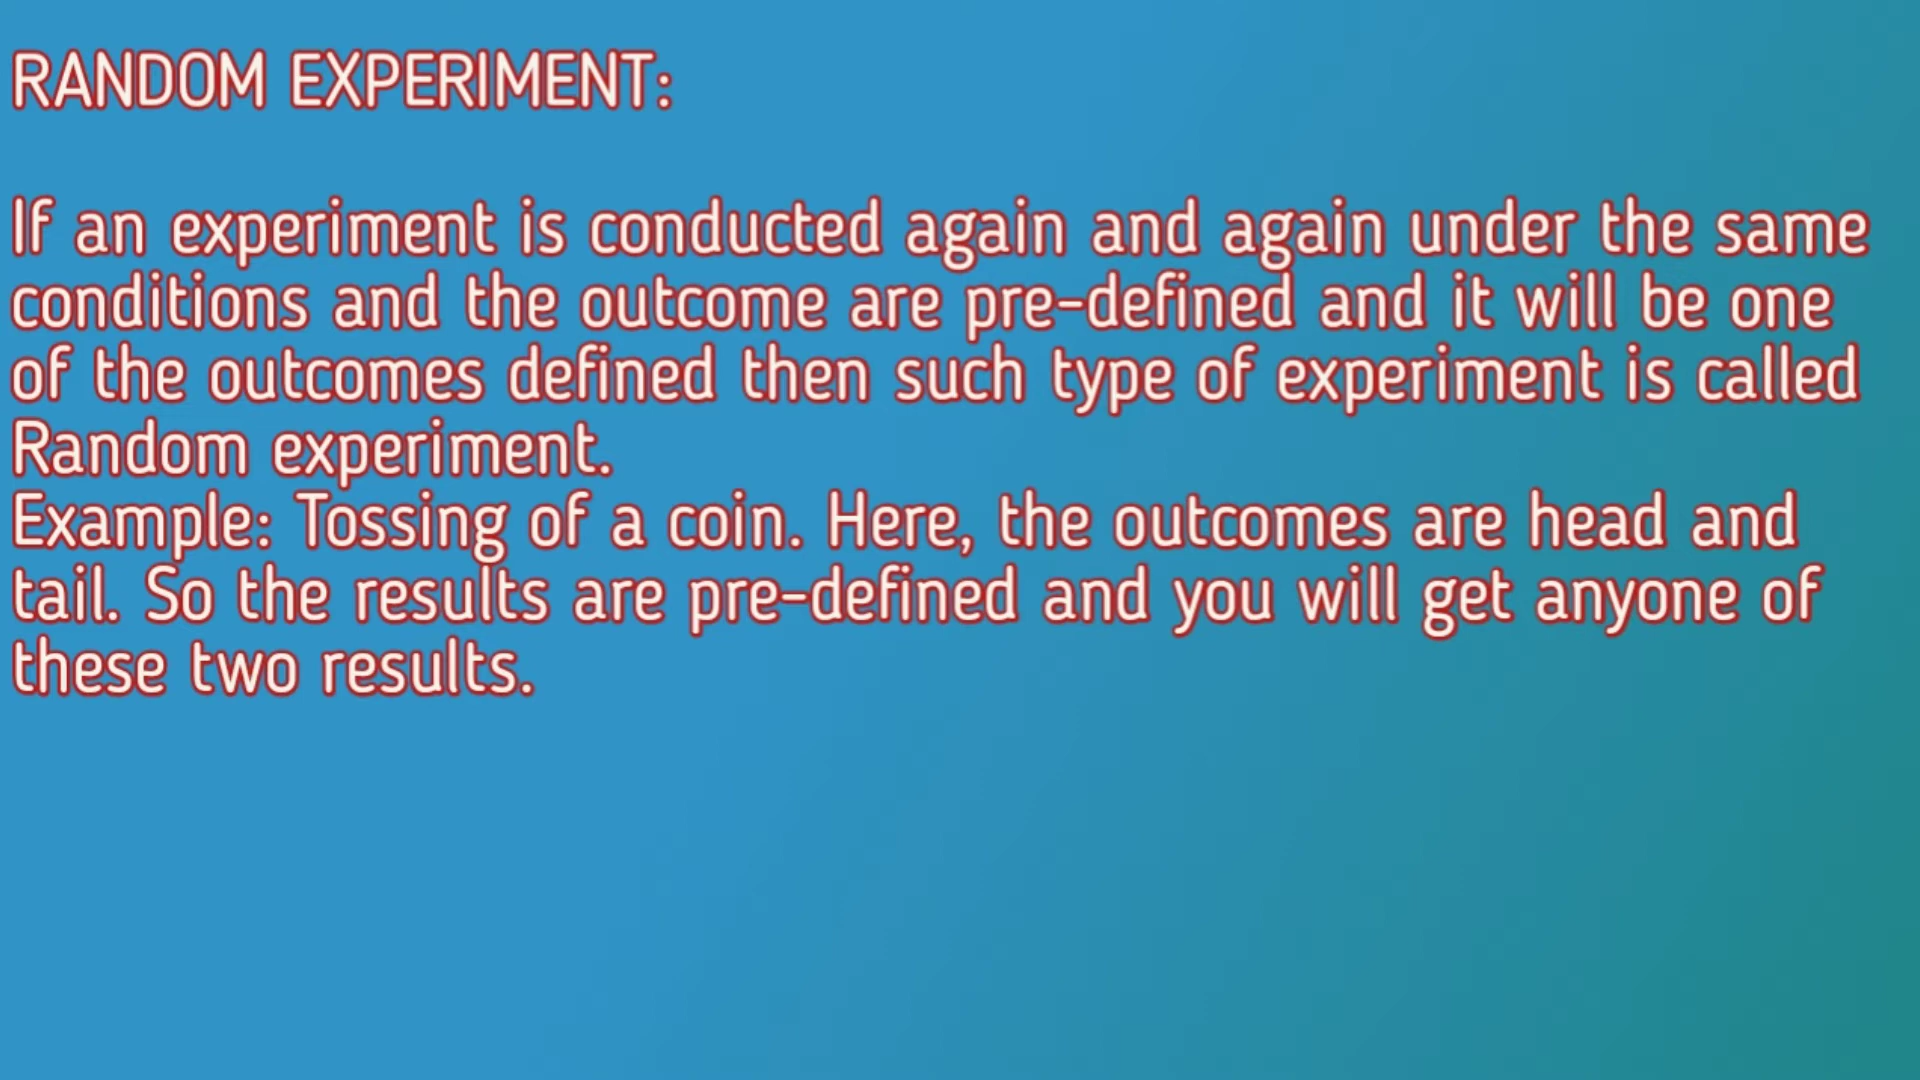 RANDOM EXPERIMENT:
If an experiment is conducted again and again under the same
conditions and the outcome are pre-defined and it will be one
of the outcomes defined then such type of experiment is called
Random experiment.
Example: Tossing of a coin. Here, the outcomes are head and
tail. So the results are pre-defined and you will get anyone of
these two results.